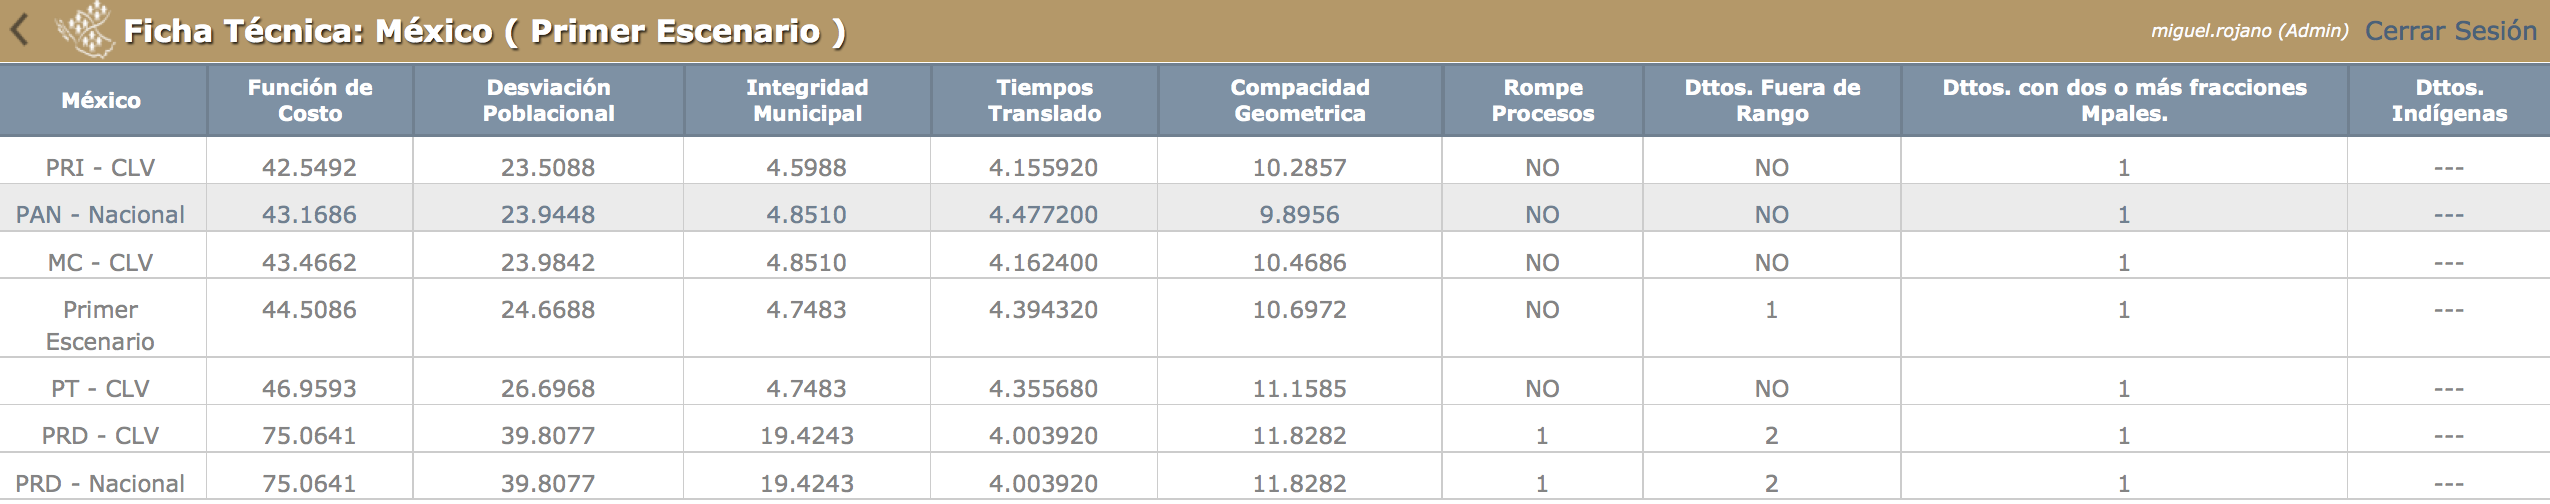 Ficha Técnica: México ( Primer Escenario )
miguel.rojano (Admin) Cerrar Sesión
México Función de Costo Desviación Poblacional Integridad Municipal Tiempos Translado Compacidad Geometrica Rompe Procesos Dttos. Fuera de Rango Dttos. con dos o más fracciones Mpales. Dttos. Indígenas
PRI - CLV 42.5492 23.5088 4.5988 4.155920 10.2857 NO NO 1 ---
PAN - Nacional 43.1686 23.9448 4.8510 4.477200 9.8956 NO NO 1 ---
MC - CLV 43.4662 23.9842 4.8510 4.162400 10.4686 NO NO 1 ---
Primer Escenario 44.5086 24.6688 4.7483 4.394320 10.6972 NO 1 1 ---
PT - CLV 46.9593 26.6968 4.7483 4.355680 11.1585 NO NO 1 ---
PRD - CLV 75.0641 39.8077 19.4243 4.003920 11.8282 1 2 1 ---
PRD - Nacional 75.0641 39.8077 19.4243 4.003920 11.8282 1 2 1 ---